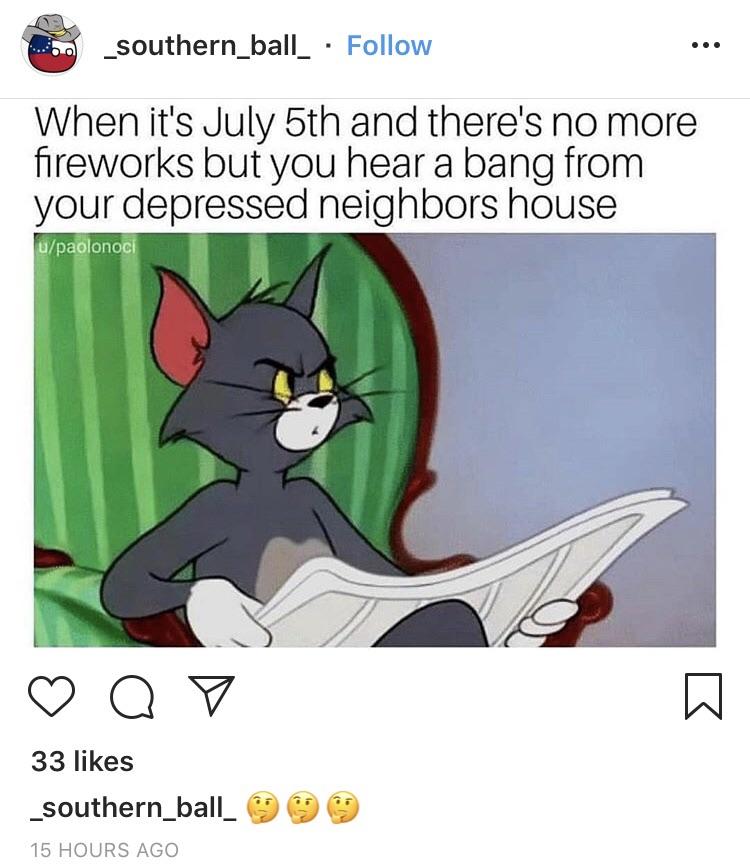 _southern_ball_ · Follow
When it's July 5th and there's no more
fireworks but you hear a bang from
your depressed neighbors house
u/paolonoci
33 likes
_southern_ball_ 🤔🤔🤔
15 HOURS AGO